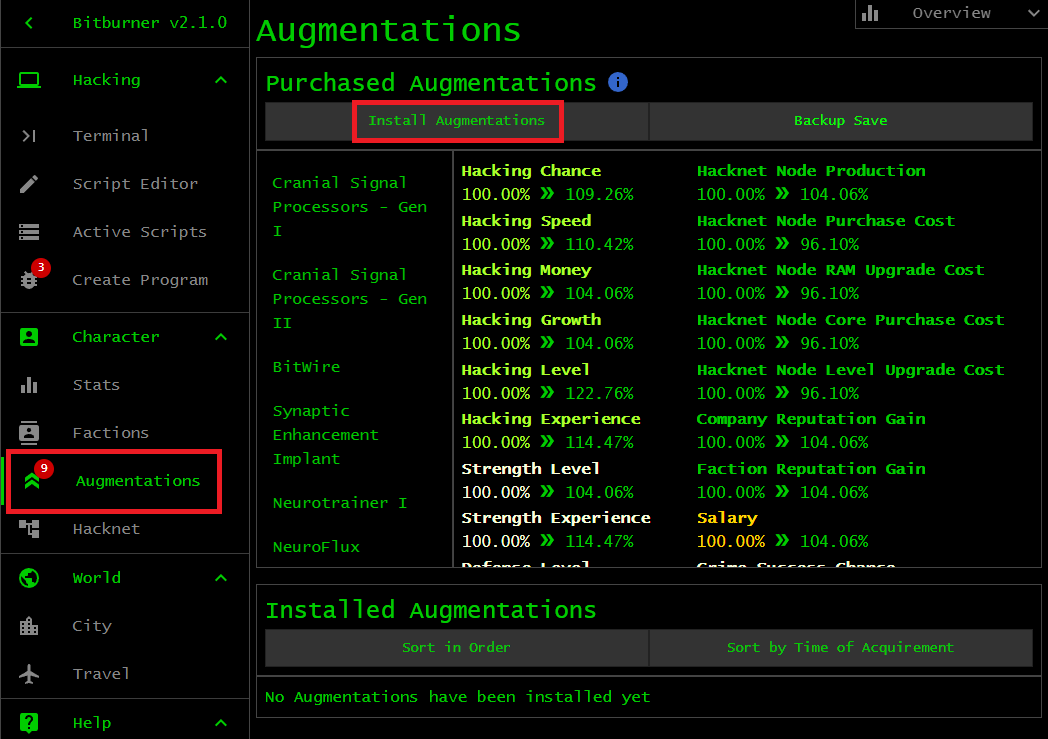 Bitburner v2.1.0
Hacking
Terminal
Script Editor
Active Scripts
3
Create Program
Character
Stats
Factions
9
Augmentations
Hacknet
World
City
Travel
Help
Overview
Augmentations
Purchased Augmentations
Install Augmentations
Backup Save
Cranial Signal
Processors - Gen
I
Cranial Signal
Processors - Gen
II
BitWire
Synaptic
Enhancement
Implant
Neurotrainer I
NeuroFlux
Hacking Chance
100.00% » 109.26%
Hacking Speed
100.00% » 110.42%
Hacking Money
100.00% » 104.06%
Hacking Growth
100.00% » 104.06%
Hacking Level
100.00% » 122.76%
Hacking Experience
100.00% » 114.47%
Strength Level
100.00% » 104.06%
Strength Experience
100.00% » 114.47%
Defense Level
Hacknet Node Production
100.00% » 104.06%
Hacknet Node Purchase Cost
100.00% » 96.10%
Hacknet Node RAM Upgrade Cost
100.00% » 96.10%
Hacknet Node Core Purchase Cost
100.00% » 96.10%
Hacknet Node Level Upgrade Cost
100.00% » 96.10%
Company Reputation Gain
100.00% » 104.06%
Faction Reputation Gain
100.00% » 104.06%
Salary
100.00% » 104.06%
Crime Success Chance
Installed Augmentations
Sort in Order
Sort by Time of Acquirement
No Augmentations have been installed yet